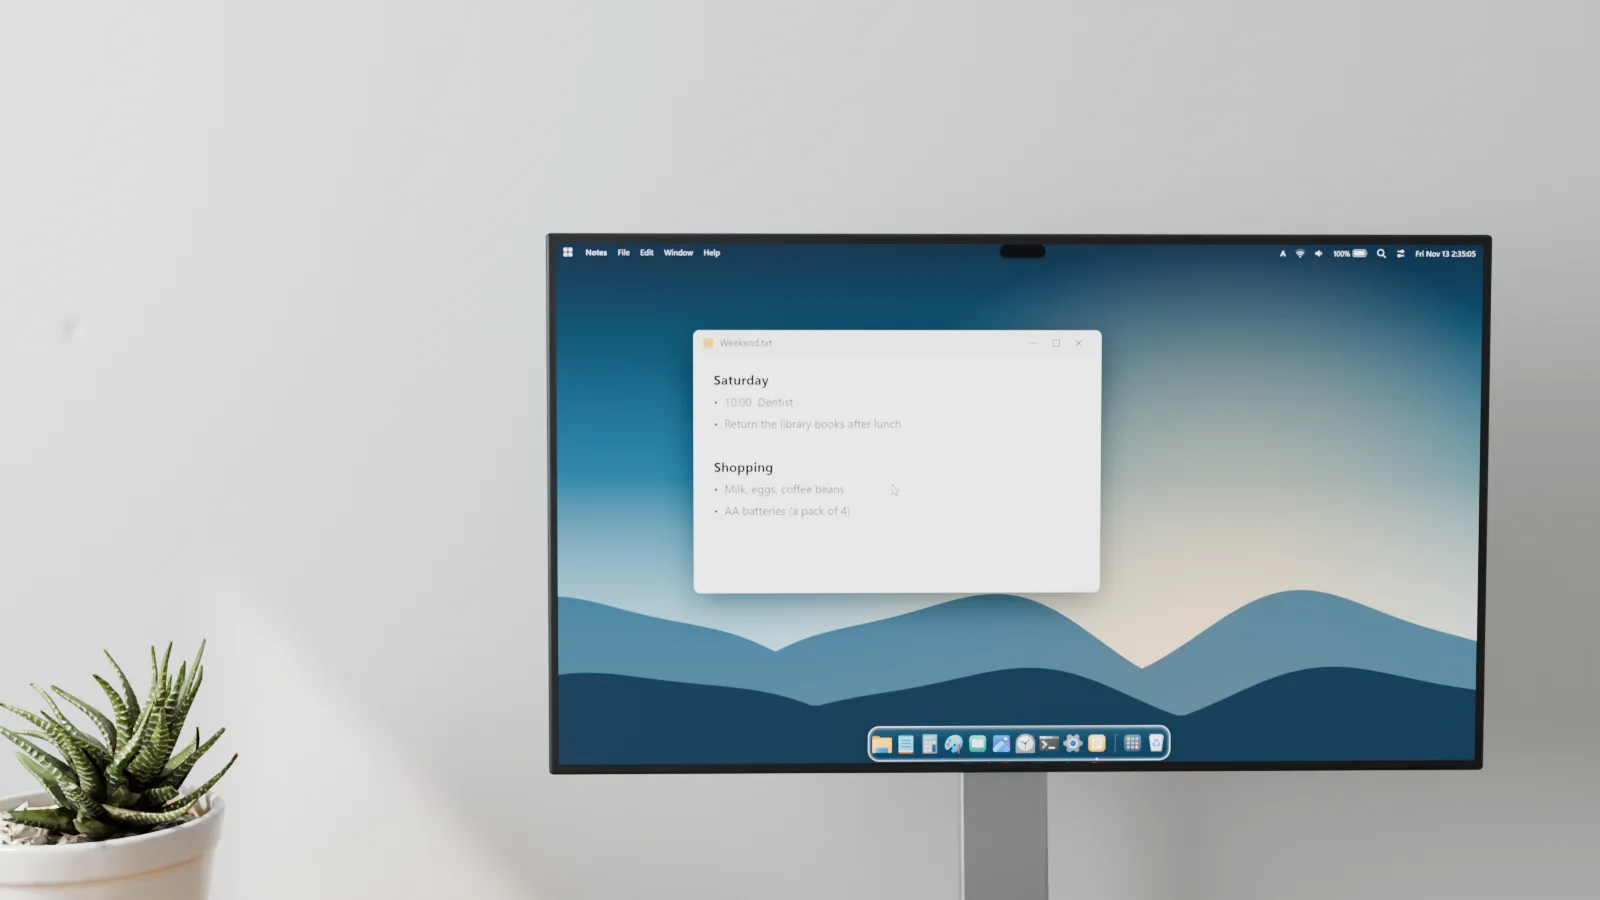 Notes File Edit Window Help
A 100% Fri Nov 13 2:35:05
Weekend.txt
Saturday
• 10:00 Dentist
• Return the library books after lunch
Shopping
• Milk, eggs, coffee beans
• AA batteries (a pack of 4)